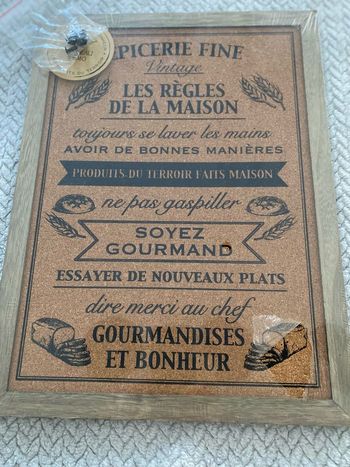 ÉPICERIE FINE
Vintage
LES RÈGLES
DE LA MAISON
toujours se laver les mains
AVOIR DE BONNES MANIÈRES
PRODUITS DU TERROIR FAITS MAISON
ne pas gaspiller
SOYEZ
GOURMAND
ESSAYER DE NOUVEAUX PLATS
dire merci au chef
GOURMANDISES
ET BONHEUR